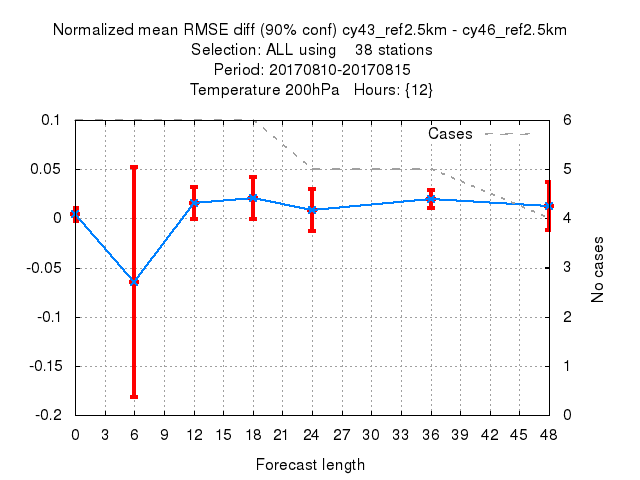 Normalized mean RMSE diff (90% conf) cy43_ref2.5km - cy46_ref2.5km
Selection: ALL using    38 stations
Period: 20170810-20170815
Temperature 200hPa   Hours: {12}
Cases
0.1
0.05
0
-0.05
-0.1
-0.15
-0.2
6
5
4
3
2
1
0
No cases
0 3 6 9 12 15 18 21 24 27 30 33 36 39 42 45 48
Forecast length